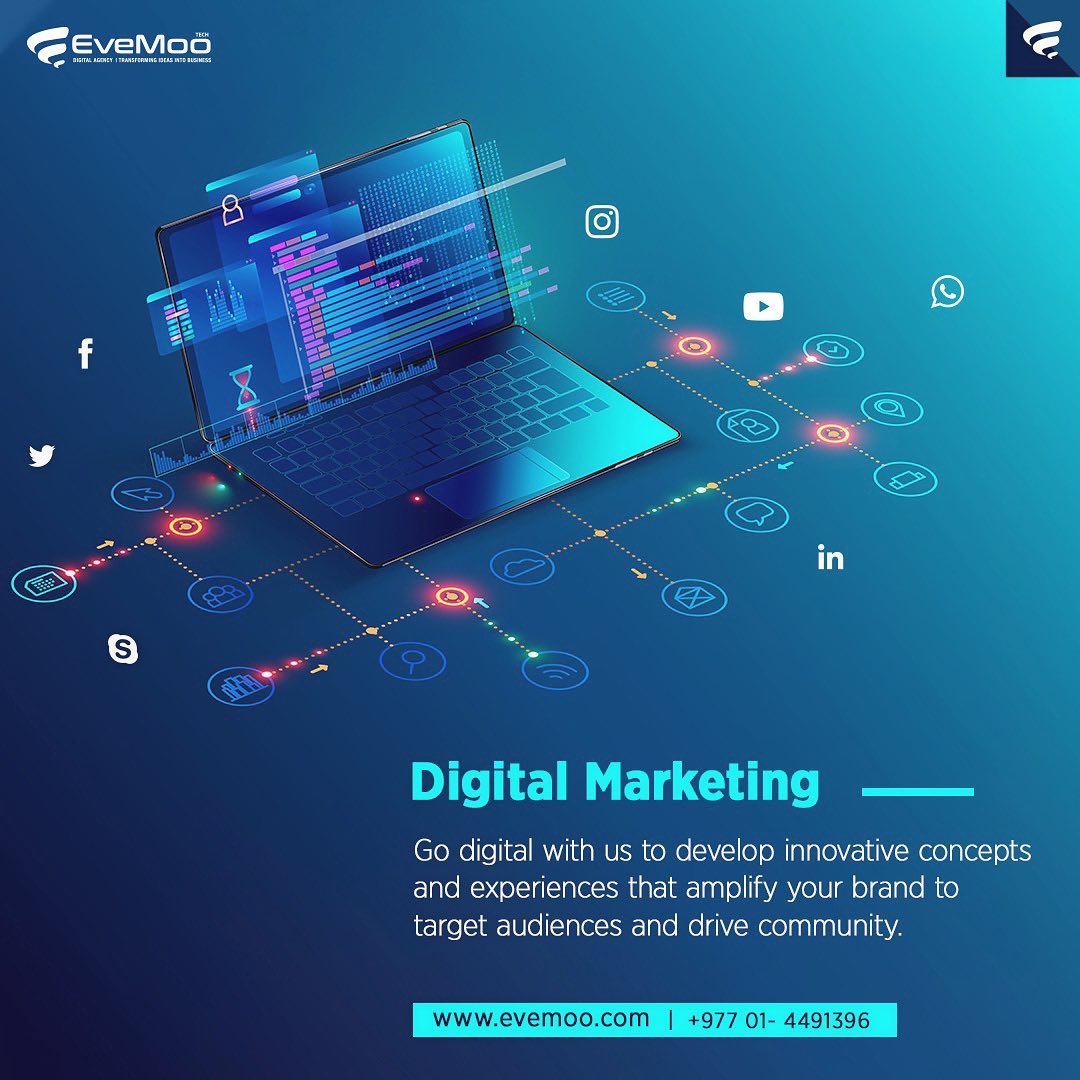 EveMoo TECH
DIGITAL AGENCY | TRANSFORMING IDEAS INTO BUSINESS
Digital Marketing
Go digital with us to develop innovative concepts
and experiences that amplify your brand to
target audiences and drive community.
www.evemoo.com | +977 01- 4491396